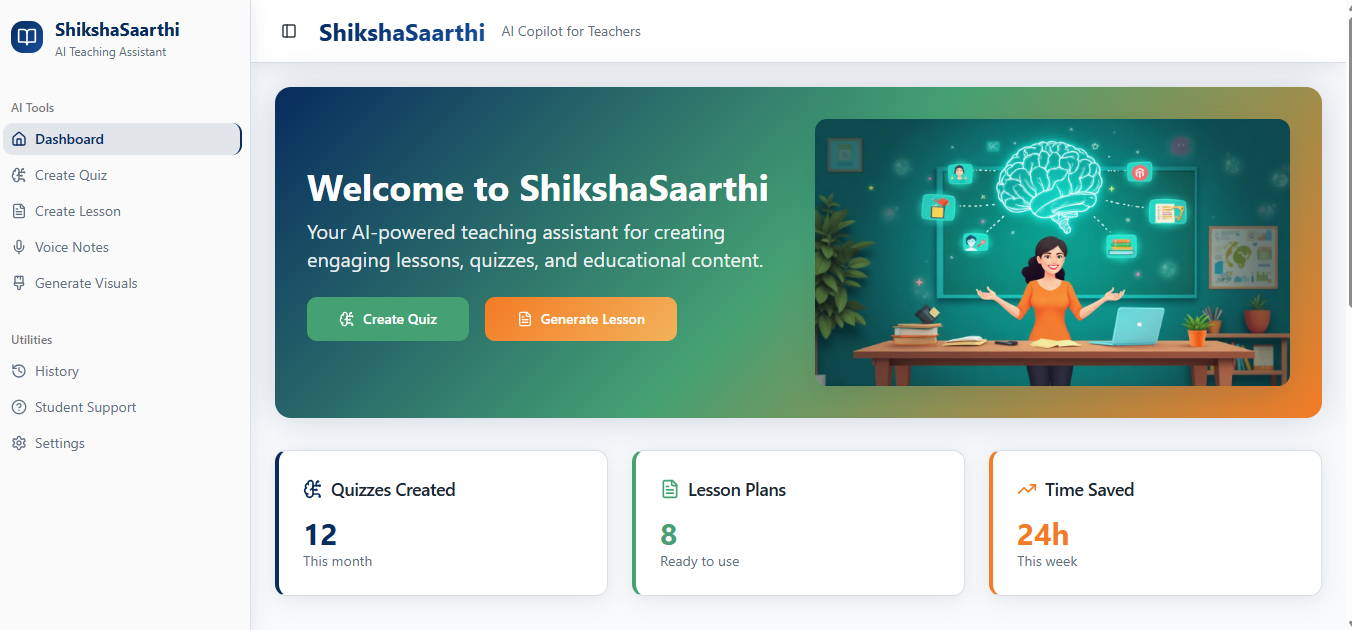 ShikshaSaarthi
AI Teaching Assistant
AI Tools
Dashboard
Create Quiz
Create Lesson
Voice Notes
Generate Visuals
Utilities
History
Student Support
Settings
ShikshaSaarthi AI Copilot for Teachers
Welcome to ShikshaSaarthi
Your AI-powered teaching assistant for creating
engaging lessons, quizzes, and educational content.
Create Quiz Generate Lesson
Quizzes Created
12
This month
Lesson Plans
8
Ready to use
Time Saved
24h
This week